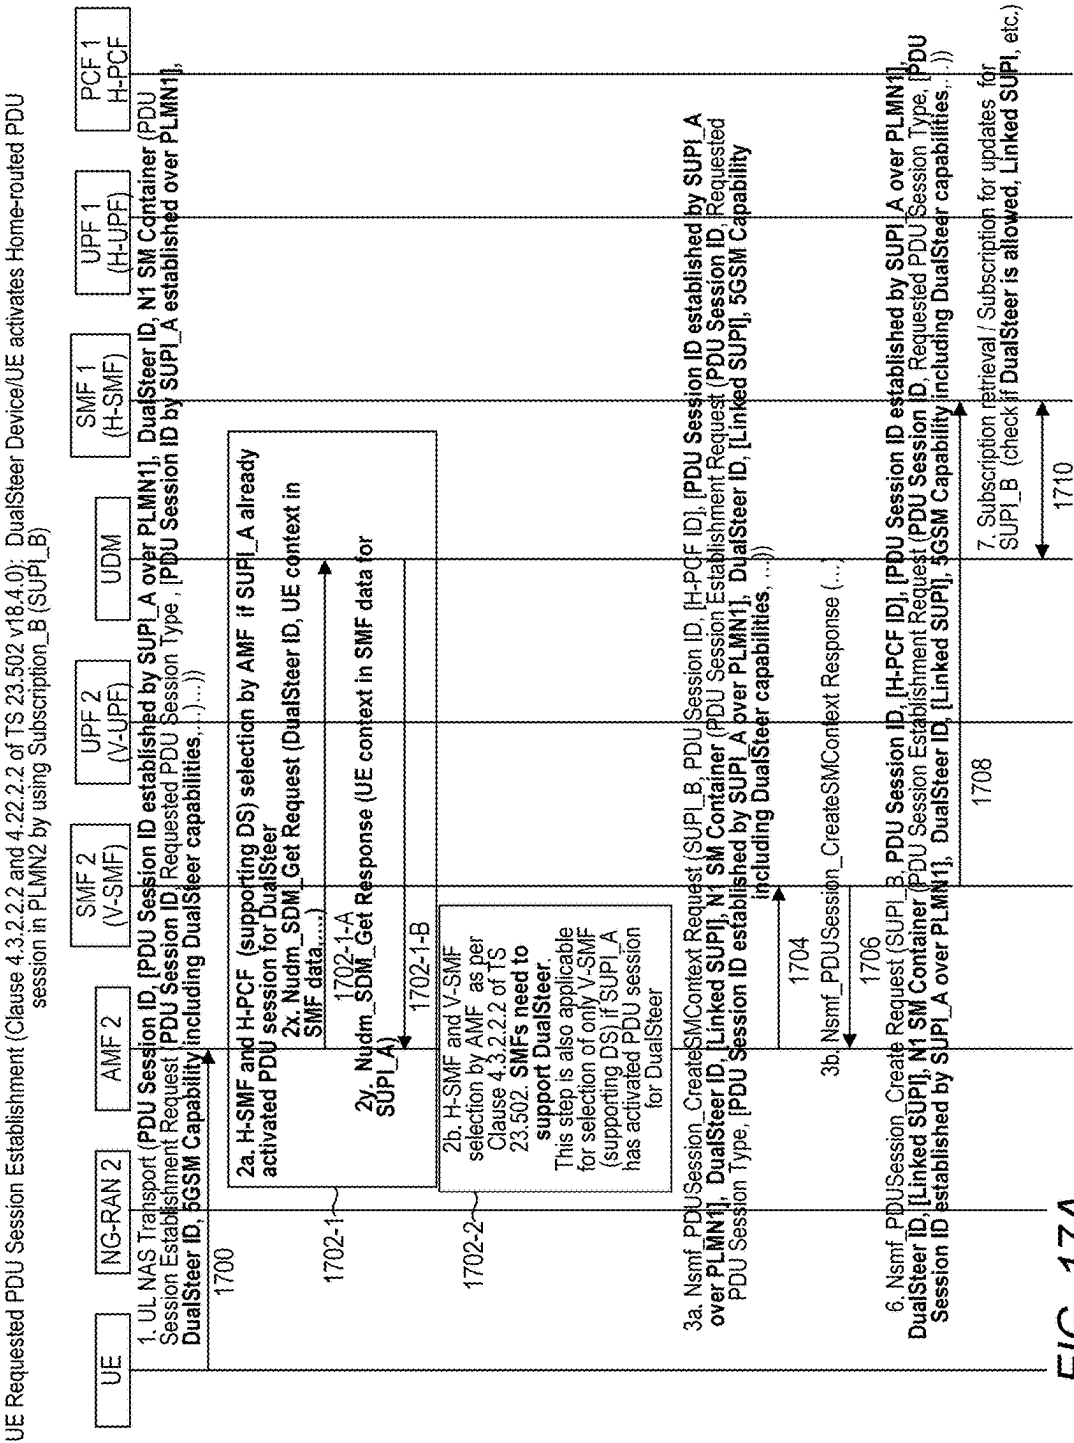 UE Requested PDU Session Establishment (Clause 4.3.2.2.2 and 4.22.2.2 of TS 23.502 v18.4.0): DualSteer Device/UE activates Home-routed PDU
session in PLMN2 by using Subscription_B (SUPI_B)
UE
NG-RAN 2
AMF 2
SMF 2
(V-SMF)
UPF 2
(V-UPF)
UDM
SMF 1
(H-SMF)
UPF 1
(H-UPF)
PCF 1
H-PCF
1. UL NAS Transport (PDU Session ID, [PDU Session ID established by SUPI_A over PLMN1], DualSteer ID, N1 SM Container (PDU
Session Establishment Request (PDU Session ID, Requested PDU Session Type , [PDU Session ID by SUPI_A established over PLMN1],
DualSteer ID, 5GSM Capability including DualSteer capabilities,...)...))
1700
2a. H-SMF and H-PCF (supporting DS) selection by AMF if SUPI_A already
activated PDU session for DualSteer
2x. Nudm_SDM_Get Request (DualSteer ID, UE context in
SMF data,.....)
1702-1-A
2y. Nudm_SDM_Get Response (UE context in SMF data for
SUPI_A)
1702-1-B
1702-1
2b. H-SMF and V-SMF
selection by AMF as per
Clause 4.3.2.2.2 of TS
23.502. SMFs need to
support DualSteer.
This step is also applicable
for selection of only V-SMF
(supporting DS) if SUPI_A
has activated PDU session
for DualSteer
1702-2
3a. Nsmf_PDUSession_CreateSMContext Request (SUPI_B, PDU Session ID, [H-PCF ID], [PDU Session ID established by SUPI_A
over PLMN1], DualSteer ID, [Linked SUPI], N1 SM Container (PDU Session Establishment Request (PDU Session ID, Requested
PDU Session Type, [PDU Session ID established by SUPI_A over PLMN1], DualSteer ID, [Linked SUPI], 5GSM Capability
including DualSteer capabilities, ...))
1704
3b. Nsmf_PDUSession_CreateSMContext Response (...)
1706
6. Nsmf_PDUSession_Create Request (SUPI_B, PDU Session ID, [H-PCF ID], [PDU Session ID established by SUPI_A over PLMN1],
DualSteer ID, [Linked SUPI], N1 SM Container (PDU Session Establishment Request (PDU Session ID, Requested PDU Session Type, [PDU
Session ID established by SUPI_A over PLMN1], DualSteer ID, [Linked SUPI], 5GSM Capability including DualSteer capabilities,...))
1708
7. Subscription retrieval / Subscription for updates for
SUPI_B (check if DualSteer is allowed, Linked SUPI, etc.)
1710
FIG. 17A